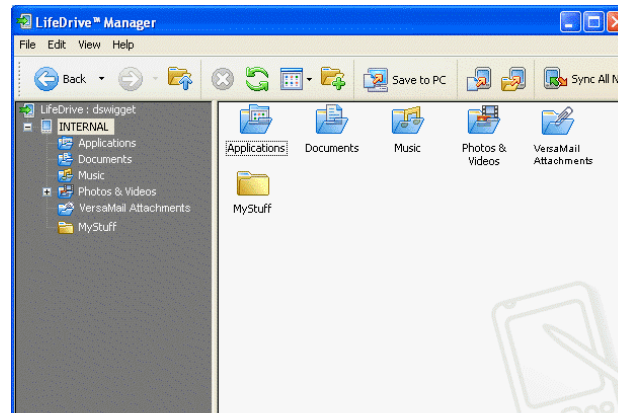 LifeDrive™ Manager
File Edit View Help
Back Save to PC Sync All N
LifeDrive : dswigget
INTERNAL
Applications
Documents
Music
Photos & Videos
VersaMail Attachments
MyStuff
Applications Documents Music Photos & Videos VersaMail Attachments
MyStuff